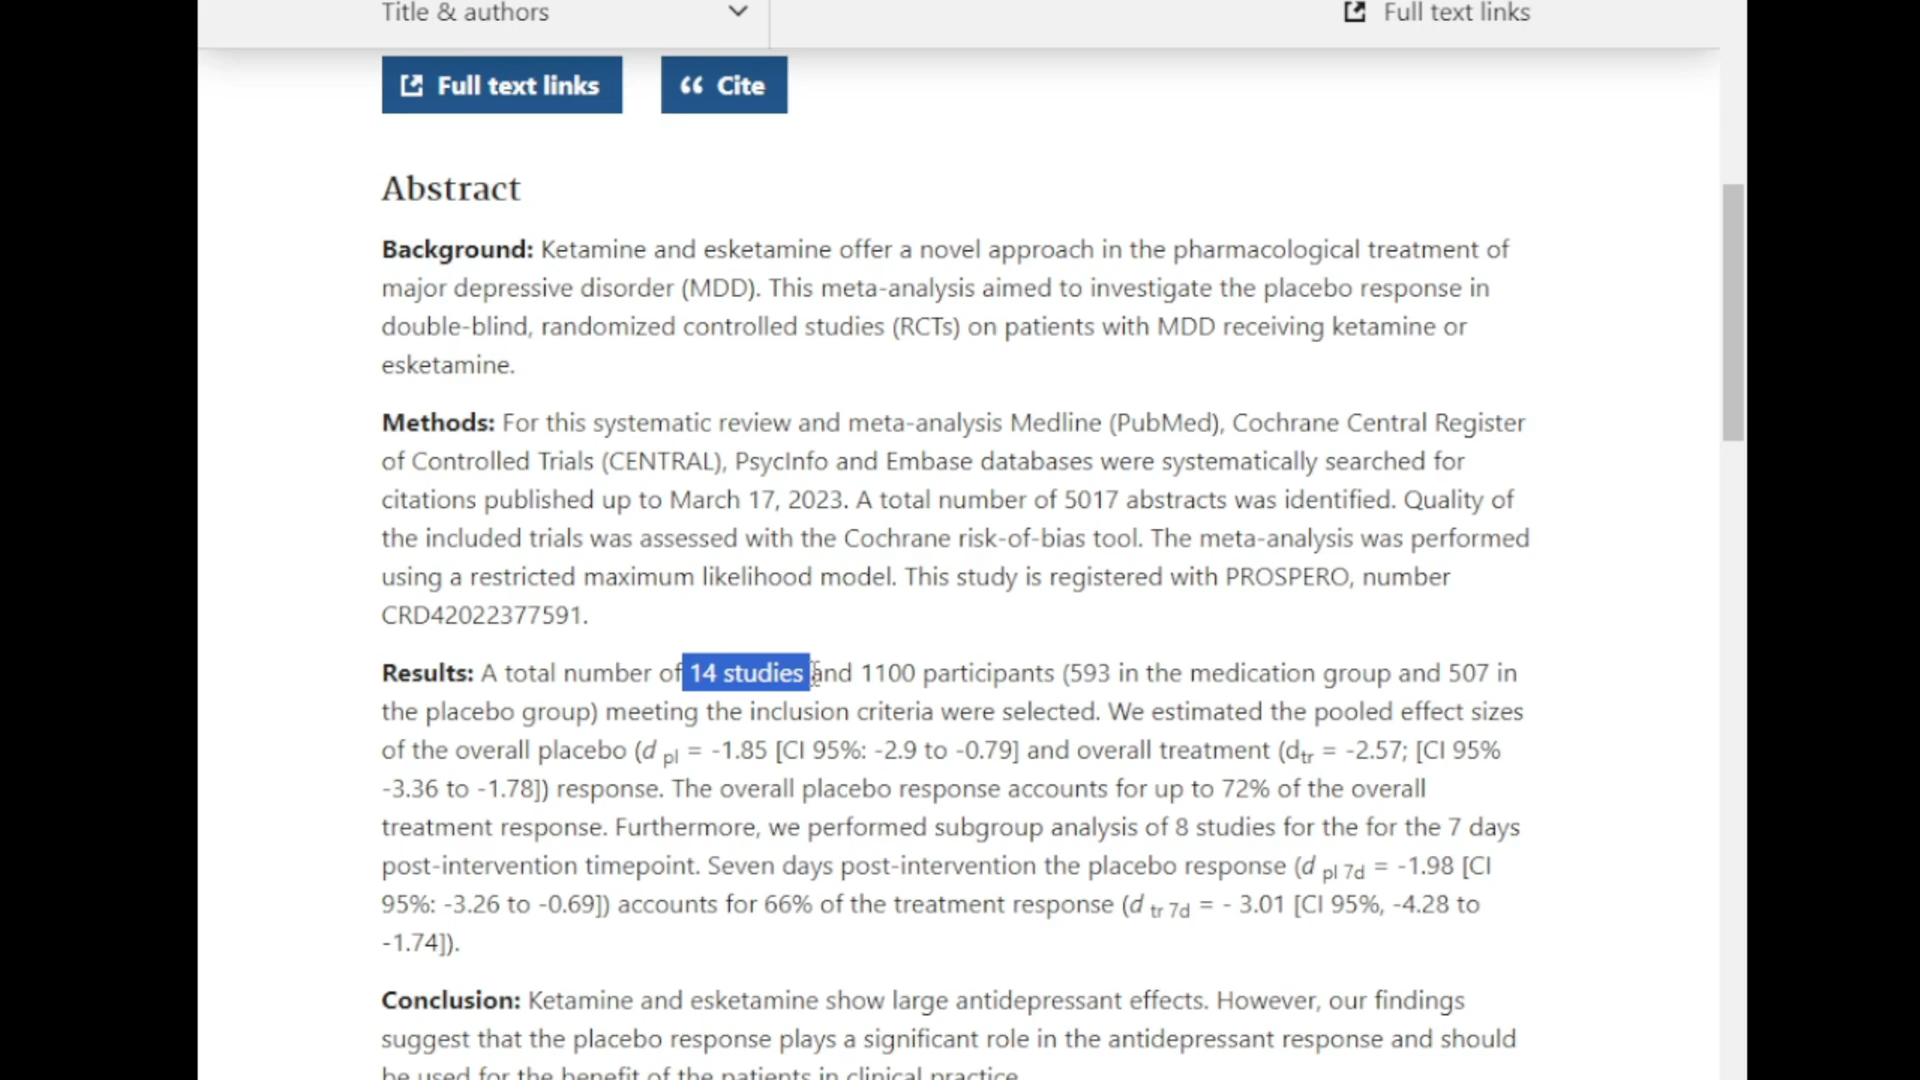 Title & authors
Full text links
Full text links
Cite
Abstract
Background: Ketamine and esketamine offer a novel approach in the pharmacological treatment of
major depressive disorder (MDD). This meta-analysis aimed to investigate the placebo response in
double-blind, randomized controlled studies (RCTs) on patients with MDD receiving ketamine or
esketamine.
Methods: For this systematic review and meta-analysis Medline (PubMed), Cochrane Central Register
of Controlled Trials (CENTRAL), PsycInfo and Embase databases were systematically searched for
citations published up to March 17, 2023. A total number of 5017 abstracts was identified. Quality of
the included trials was assessed with the Cochrane risk-of-bias tool. The meta-analysis was performed
using a restricted maximum likelihood model. This study is registered with PROSPERO, number
CRD42022377591.
Results: A total number of 14 studies and 1100 participants (593 in the medication group and 507 in
the placebo group) meeting the inclusion criteria were selected. We estimated the pooled effect sizes
of the overall placebo (d pl = -1.85 [CI 95%: -2.9 to -0.79] and overall treatment (dtr = -2.57; [CI 95%
-3.36 to -1.78]) response. The overall placebo response accounts for up to 72% of the overall
treatment response. Furthermore, we performed subgroup analysis of 8 studies for the for the 7 days
post-intervention timepoint. Seven days post-intervention the placebo response (d pl 7d = -1.98 [CI
95%: -3.26 to -0.69]) accounts for 66% of the treatment response (d tr 7d = - 3.01 [CI 95%, -4.28 to
-1.74]).
Conclusion: Ketamine and esketamine show large antidepressant effects. However, our findings
suggest that the placebo response plays a significant role in the antidepressant response and should
be used for the benefit of the patients in clinical practice.